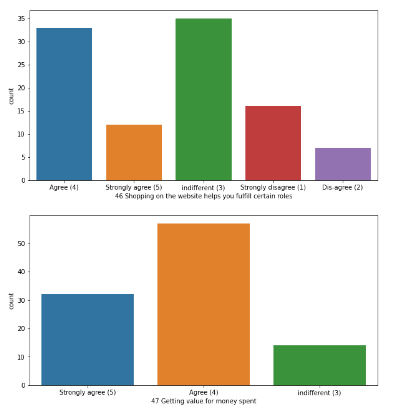 35
30
25
20
15
10
5
0
count
Agree (4) Strongly agree (5) indifferent (3) Strongly disagree (1) Dis-agree (2)
46 Shopping on the website helps you fulfill certain roles
50
40
30
20
10
0
count
Strongly agree (5) Agree (4) indifferent (3)
47 Getting value for money spent